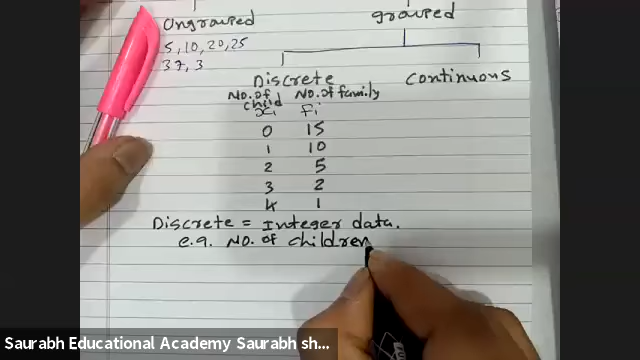 Ungrouped
grouped
5, 10, 20, 25
37, 3
Discrete
continuous
No. of child
No. of family
xi fi
0 15
1 10
2 5
3 2
4 1
Discrete = Integer data.
e.g. No. of children
Saurabh Educational Academy Saurabh sh...